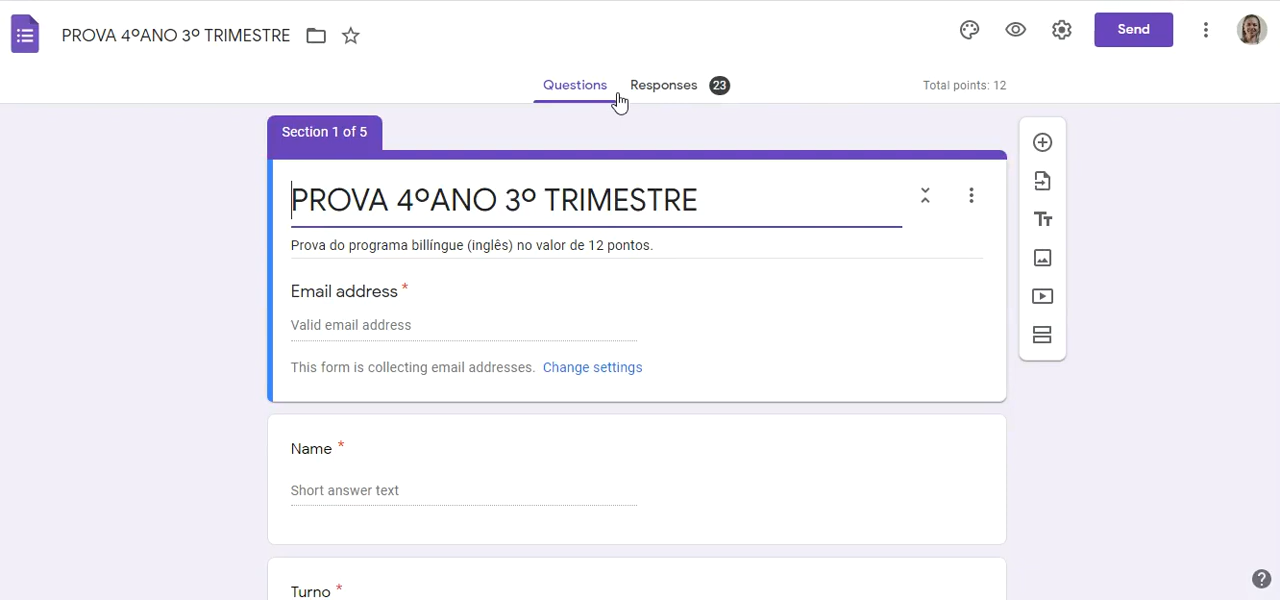 PROVA 4ºANO 3º TRIMESTRE
Send
Questions
Responses 23
Total points: 12
Section 1 of 5
PROVA 4ºANO 3º TRIMESTRE
Prova do programa billíngue (inglês) no valor de 12 pontos.
Email address *
Valid email address
This form is collecting email addresses. Change settings
Name *
Short answer text
Turno *